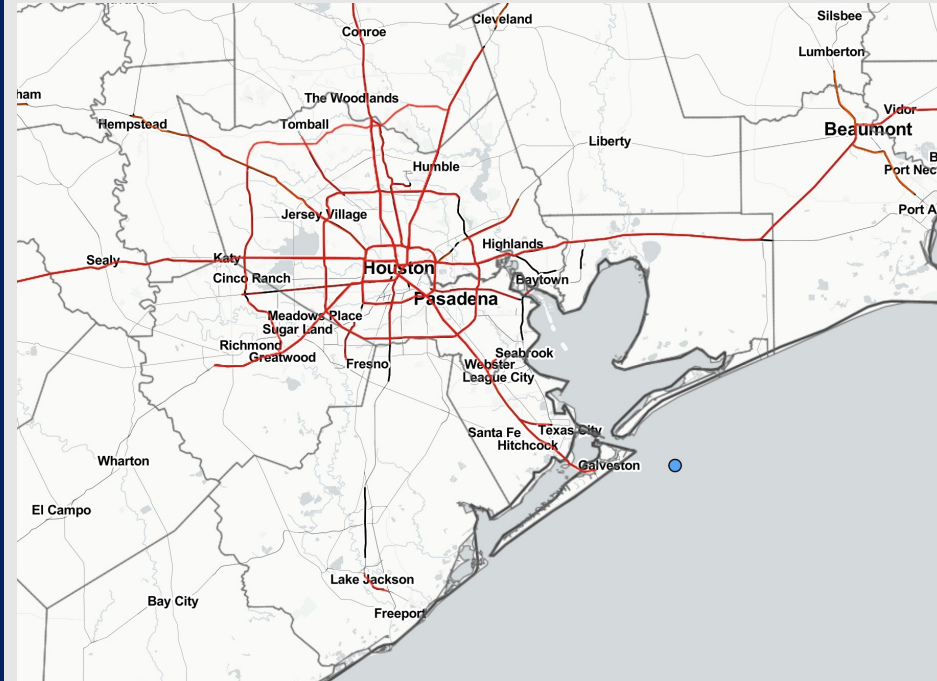 Cleveland
Silsbee
Conroe
Lumberton
ham
The Woodlands
Vidor
Hempstead
Tomball
Beaumont
Liberty
B
Humble
Port Nec
Port A
Jersey Village
Highlands
Sealy
Katy
Houston
Cinco Ranch
Baytown
Pasadena
Meadows Place
Sugar Land
Richmond
Seabrook
Greatwood
Fresno
Webster
League City
Santa Fe
Texas City
Hitchcock
Wharton
Galveston
El Campo
Lake Jackson
Bay City
Freeport